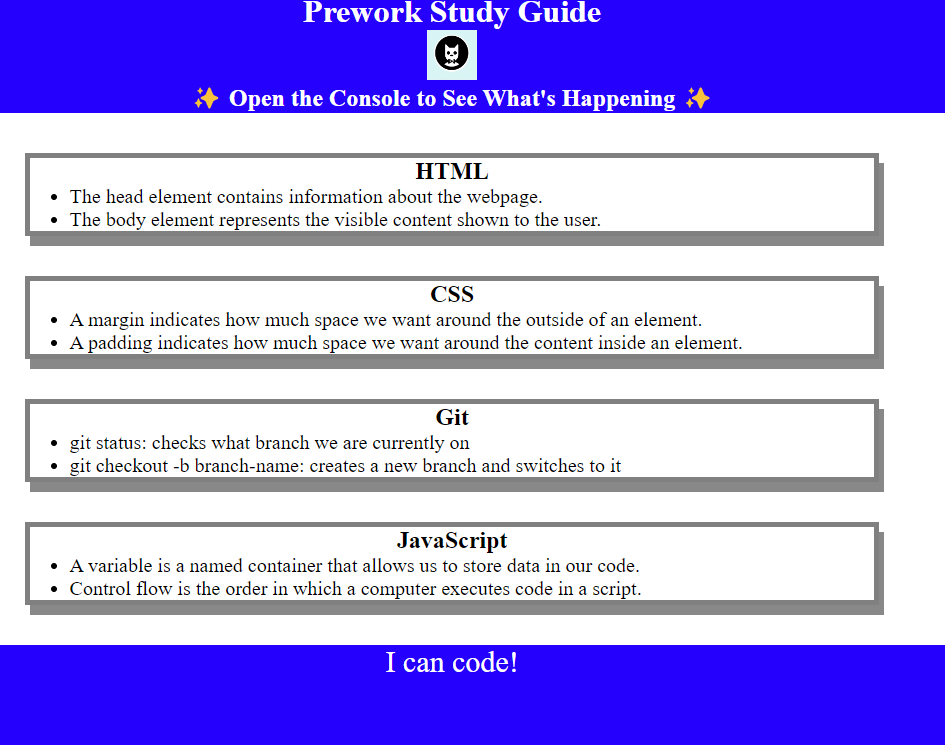 Prework Study Guide
✨ Open the Console to See What's Happening ✨
HTML
• The head element contains information about the webpage.
• The body element represents the visible content shown to the user.
CSS
• A margin indicates how much space we want around the outside of an element.
• A padding indicates how much space we want around the content inside an element.
Git
• git status: checks what branch we are currently on
• git checkout -b branch-name: creates a new branch and switches to it
JavaScript
• A variable is a named container that allows us to store data in our code.
• Control flow is the order in which a computer executes code in a script.
I can code!